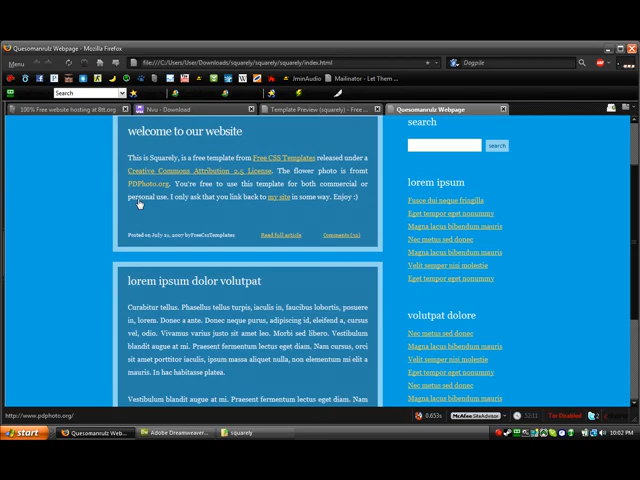 Quesomanrulz Webpage - Mozilla Firefox
Menu
file:///C:/Users/User/Downloads/squarely/squarely/squarely/index.html
Dogpile
JminAudio
Mailinator - Let Them ...
Search
100% Free website hosting at 8tt.org
Nvu - Download
Template Preview (squarely) - Free ...
Quesomanrulz Webpage
welcome to our website
This is Squarely, is a free template from Free CSS Templates released under a
Creative Commons Attribution 2.5 License. The flower photo is fromt
PDPhoto.org. You're free to use this template for both commercial or
personal use. I only ask that you link back to my site in some way. Enjoy :)
Read full article
lorem ipsum dolor volutpat
Curabitur tellus. Phasellus tellus turpis, iaculis in, faucibus lobortis, posuere
in, lorem. Donec a ante. Donec neque purus, adipiscing id, eleifend a, cursus
vel, odio. Vivamus varius justo sit amet leo. Morbi sed libero. Vestibulum
blandit augue at mi. Praesent fermentum lectus eget diam. Nam cursus, orci
sit amet porttitor iaculis, ipsum massa aliquet nulla, non elementum mi elit a
mauris. In hac habitasse platea.
Vestibulum blandit augue at mi. Praesent fermentum lectus eget diam. Nam
search
search
lorem ipsum
Fusce dui neque fringilla
Eget tempor eget nonummy
Magna lacus bibendum mauris
Nec metus sed donec
Magna lacus bibendum mauris
Velit semper nisi molestie
Eget tempor eget nonummy
volutpat dolore
Nec metus sed donec
Magna lacus bibendum mauris
Velit semper nisi molestie
Eget tempor eget nonummy
Nec metus sed donec
Magna lacus bibendum mauris
http://www.pdphoto.org/
0.653s
McAfee SiteAdvisor
Tor Disabled
2
start
Quesomanrulz Web...
Adobe Dreamweaver...
squarely
10:02 PM